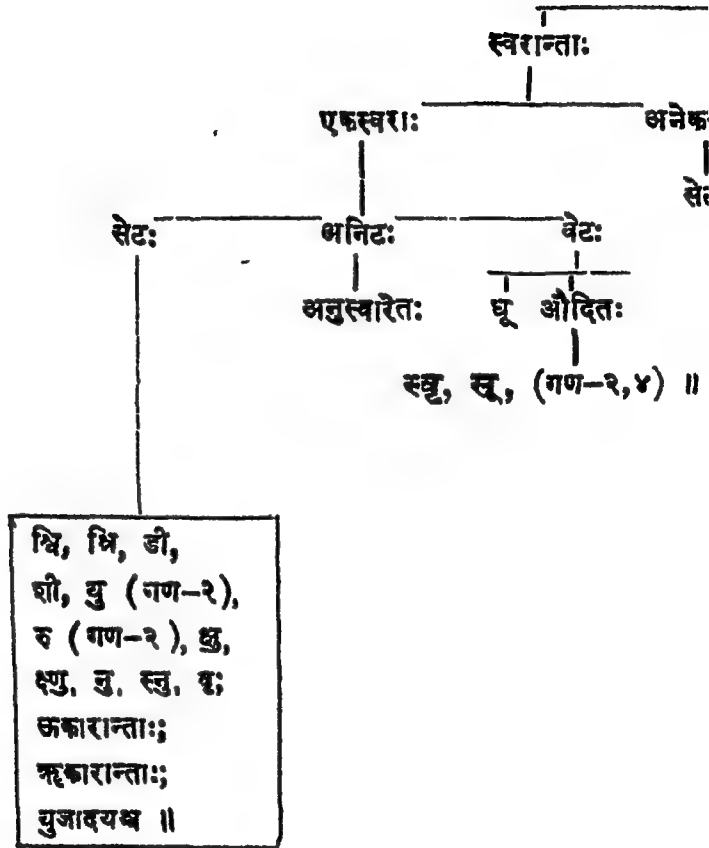 स्वरान्ताः
एकस्वराः
सेटः अनिटः वेटः
अनुस्वारेतः धू औदितः
स्वृ, सू, (गण-२,४) ॥
श्वि, श्रि, डी,
शी, यु (गण-२),
रु (गण-२), क्षु,
क्ष्णु, नु, स्नु, वृ;
ऊकारान्ताः;
ॠकारान्ताः;
युजादयश्च ॥